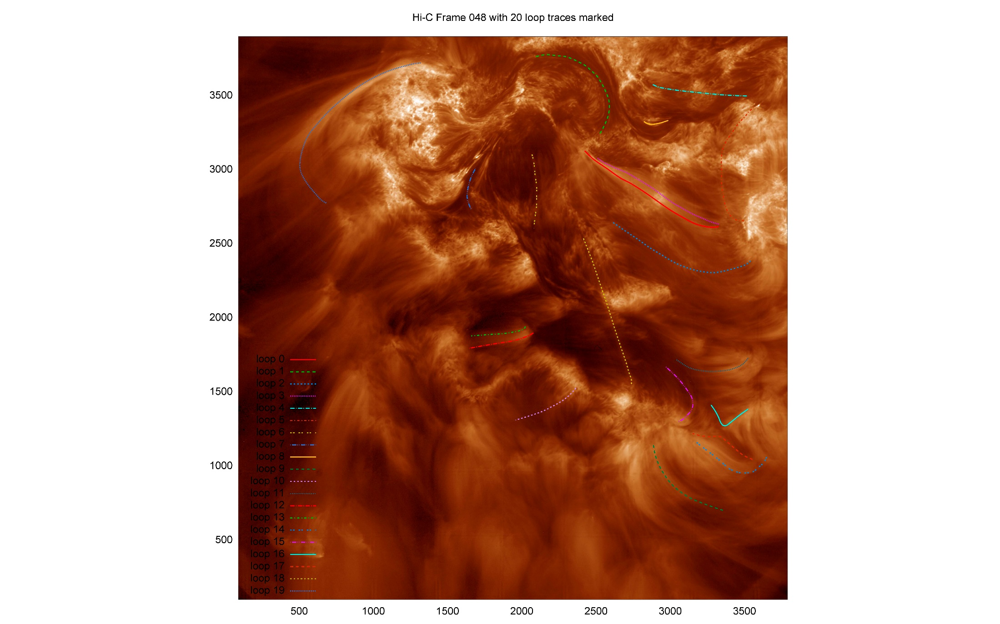 Hi-C Frame 048 with 20 loop traces marked
3500
3000
2500
2000
1500
1000
500
loop 0
loop 1
loop 2
loop 3
loop 4
loop 5
loop 6
loop 7
loop 8
loop 9
loop 10
loop 11
loop 12
loop 13
loop 14
loop 15
loop 16
loop 17
loop 18
loop 19
500 1000 1500 2000 2500 3000 3500